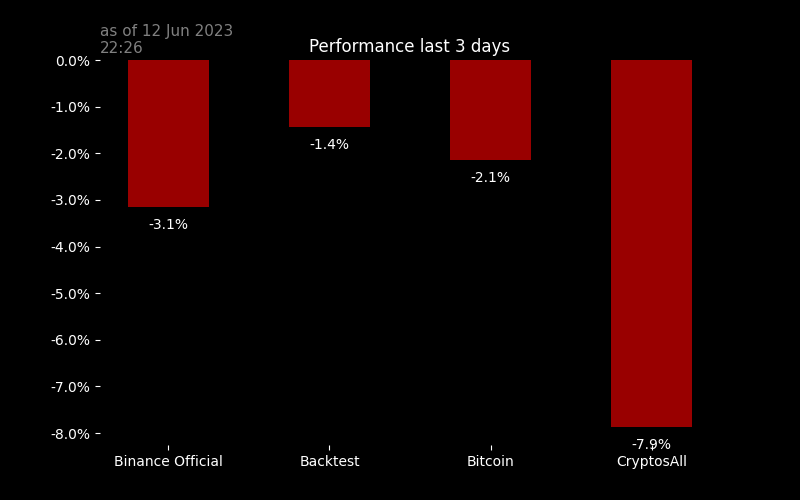 as of 12 Jun 2023
22:26
Performance last 3 days
0.0%
-1.0%
-2.0%
-3.0%
-4.0%
-5.0%
-6.0%
-7.0%
-8.0%
-3.1%
-1.4%
-2.1%
-7.9%
Binance Official
Backtest
Bitcoin
CryptosAll